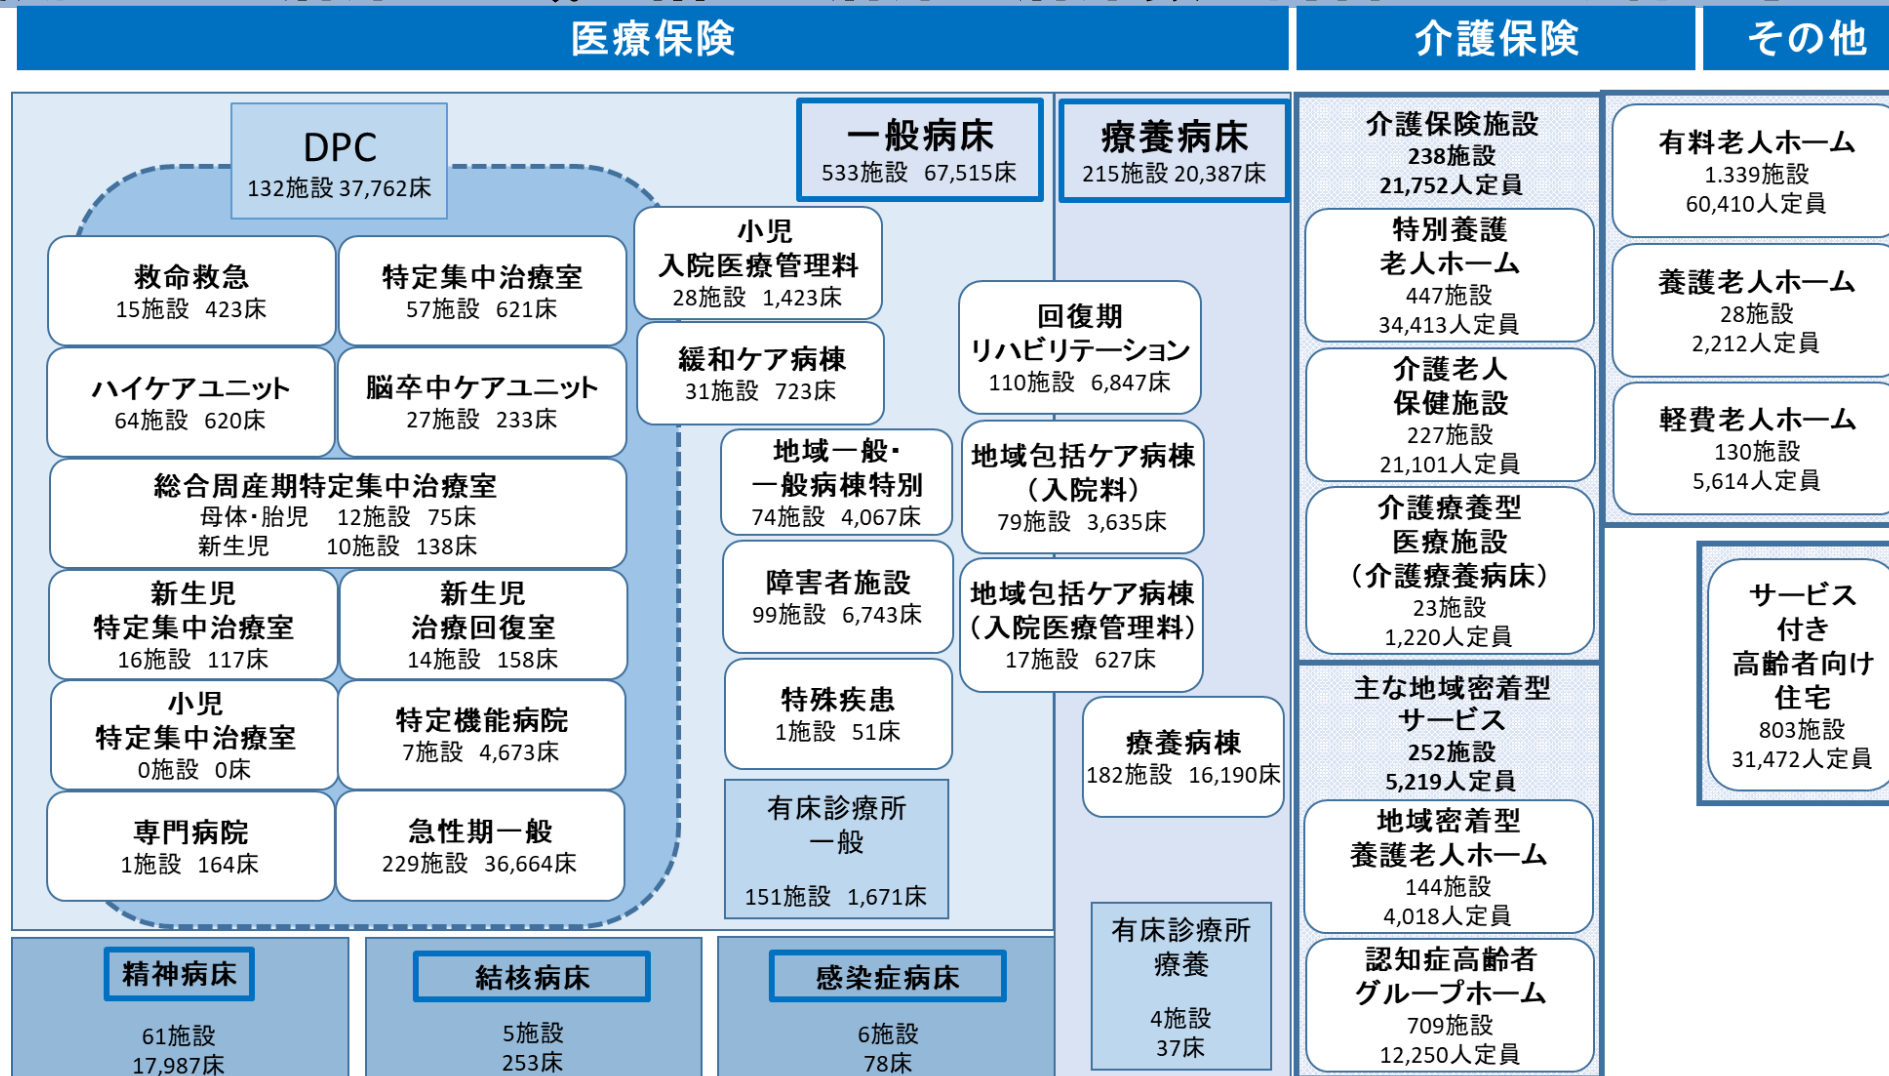 医療保険
介護保険
その他
DPC
132施設 37,762床
一般病床
533施設 67,515床
療養病床
215施設 20,387床
救命救急
15施設 423床
特定集中治療室
57施設 621床
ハイケアユニット
64施設 620床
脳卒中ケアユニット
27施設 233床
総合周産期特定集中治療室
母体・胎児 12施設 75床
新生児 10施設 138床
新生児
特定集中治療室
16施設 117床
新生児
治療回復室
14施設 158床
小児
特定集中治療室
0施設 0床
特定機能病院
7施設 4,673床
専門病院
1施設 164床
急性期一般
229施設 36,664床
小児
入院医療管理料
28施設 1,423床
緩和ケア病棟
31施設 723床
地域一般・
一般病棟特別
74施設 4,067床
障害者施設
99施設 6,743床
特殊疾患
1施設 51床
有床診療所
一般
151施設 1,671床
回復期
リハビリテーション
110施設 6,847床
地域包括ケア病棟
（入院料）
79施設 3,635床
地域包括ケア病棟
（入院医療管理料）
17施設 627床
療養病棟
182施設 16,190床
有床診療所
療養
4施設
37床
精神病床
61施設
17,987床
結核病床
5施設
253床
感染症病床
6施設
78床
介護保険施設
238施設
21,752人定員
特別養護
老人ホーム
447施設
34,413人定員
介護老人
保健施設
227施設
21,101人定員
介護療養型
医療施設
（介護療養病床）
23施設
1,220人定員
主な地域密着型
サービス
252施設
5,219人定員
地域密着型
養護老人ホーム
144施設
4,018人定員
認知症高齢者
グループホーム
709施設
12,250人定員
有料老人ホーム
1.339施設
60,410人定員
養護老人ホーム
28施設
2,212人定員
軽費老人ホーム
130施設
5,614人定員
サービス
付き
高齢者向け
住宅
803施設
31,472人定員